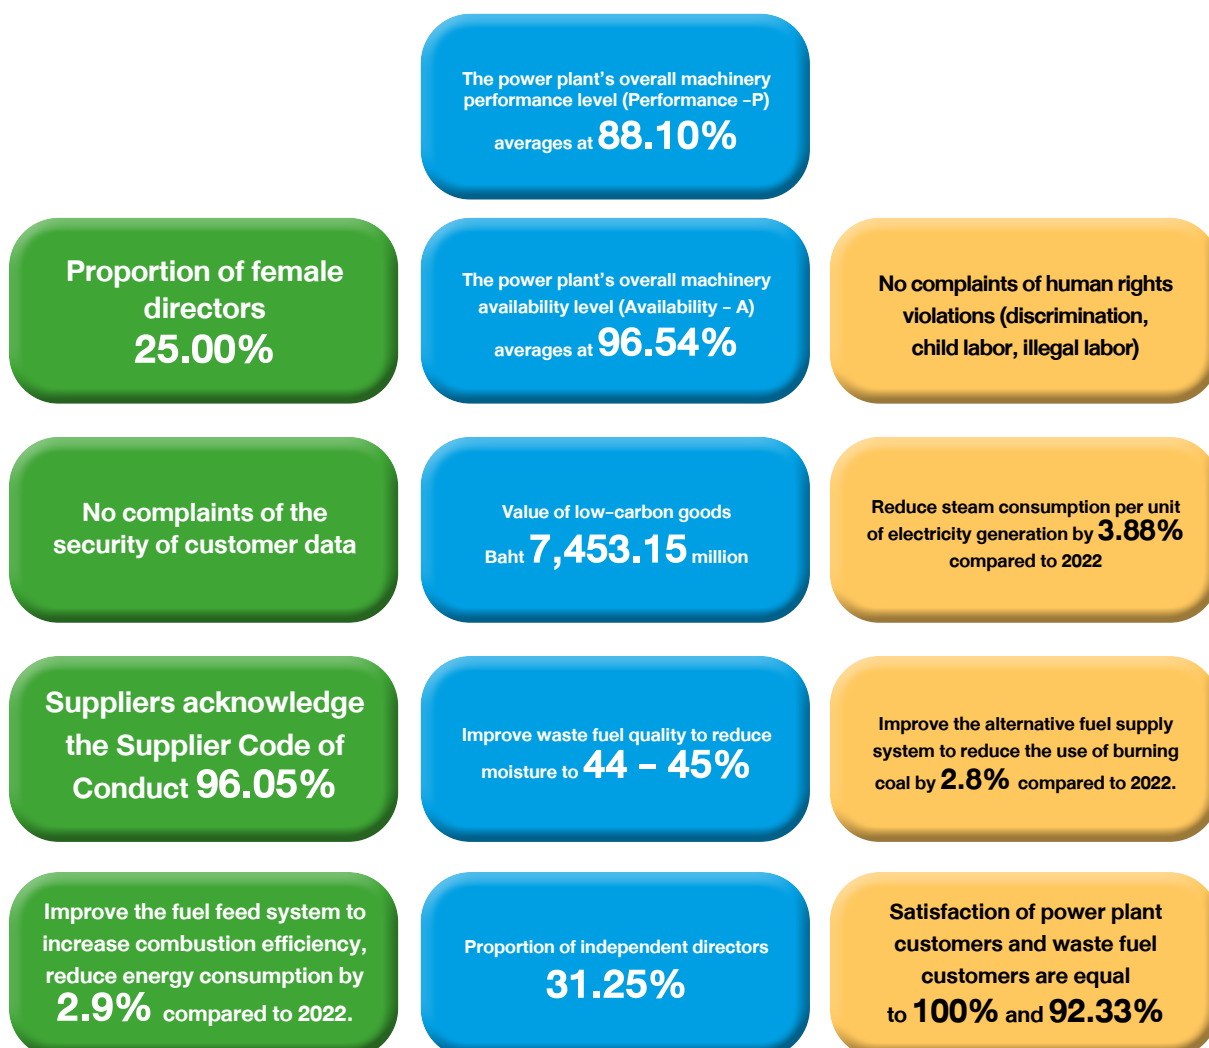 The power plant's overall machinery
performance level (Performance –P)
averages at 88.10%
Proportion of female
directors
25.00%
The power plant's overall machinery
availability level (Availability – A)
averages at 96.54%
No complaints of human rights
violations (discrimination,
child labor, illegal labor)
No complaints of the
security of customer data
Value of low–carbon goods
Baht 7,453.15 million
Reduce steam consumption per unit
of electricity generation by 3.88%
compared to 2022
Suppliers acknowledge
the Supplier Code of
Conduct 96.05%
Improve waste fuel quality to reduce
moisture to 44 – 45%
Improve the alternative fuel supply
system to reduce the use of burning
coal by 2.8% compared to 2022.
Improve the fuel feed system to
increase combustion efficiency,
reduce energy consumption by
2.9% compared to 2022.
Proportion of independent directors
31.25%
Satisfaction of power plant
customers and waste fuel
customers are equal
to 100% and 92.33%